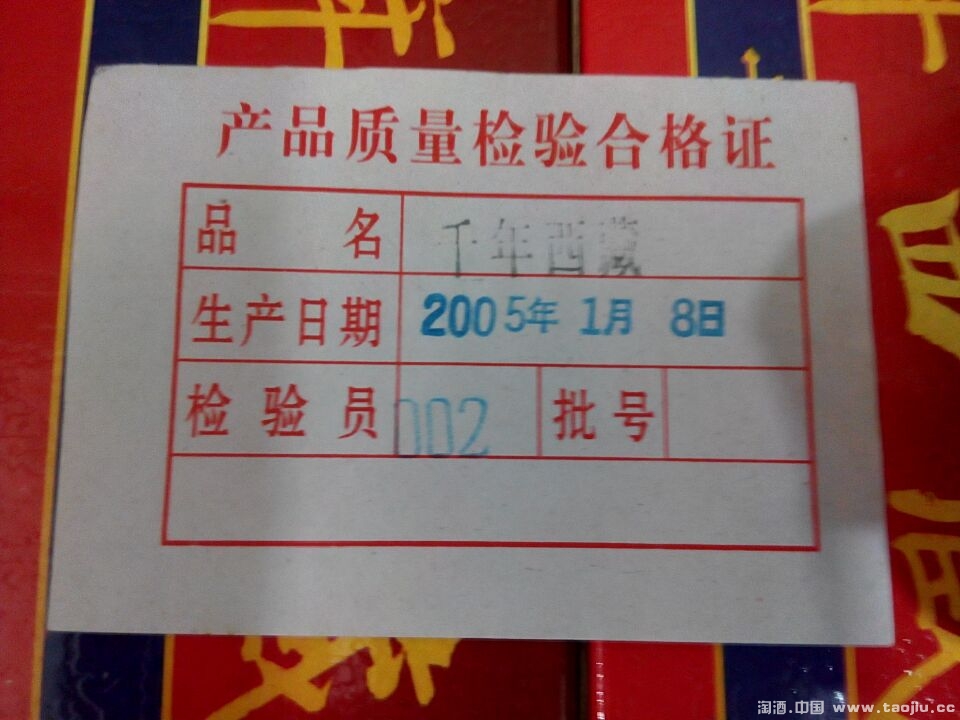 产品质量检验合格证
品名 千年西藏
生产日期 2005年 1月 8日
检验员 002 批号
淘酒.中国 www.taojiu.cc